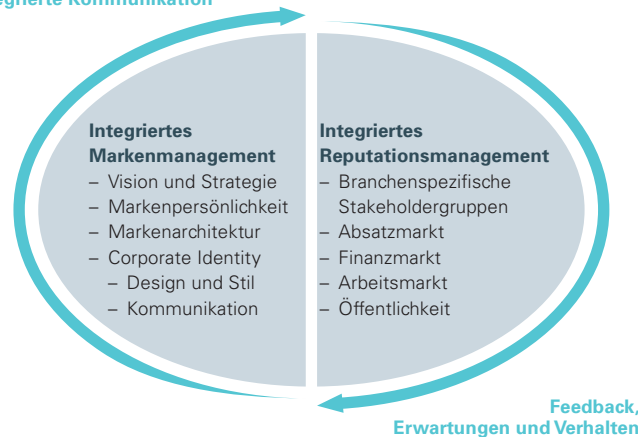 Kommunikation
Integriertes
Markenmanagement
– Vision und Strategie
– Markenpersönlichkeit
– Markenarchitektur
– Corporate Identity
– Design und Stil
– Kommunikation
Integriertes
Reputationsmanagement
– Branchenspezifische
Stakeholdergruppen
– Absatzmarkt
– Finanzmarkt
– Arbeitsmarkt
– Öffentlichkeit
Feedback,
Erwartungen und Verhalten